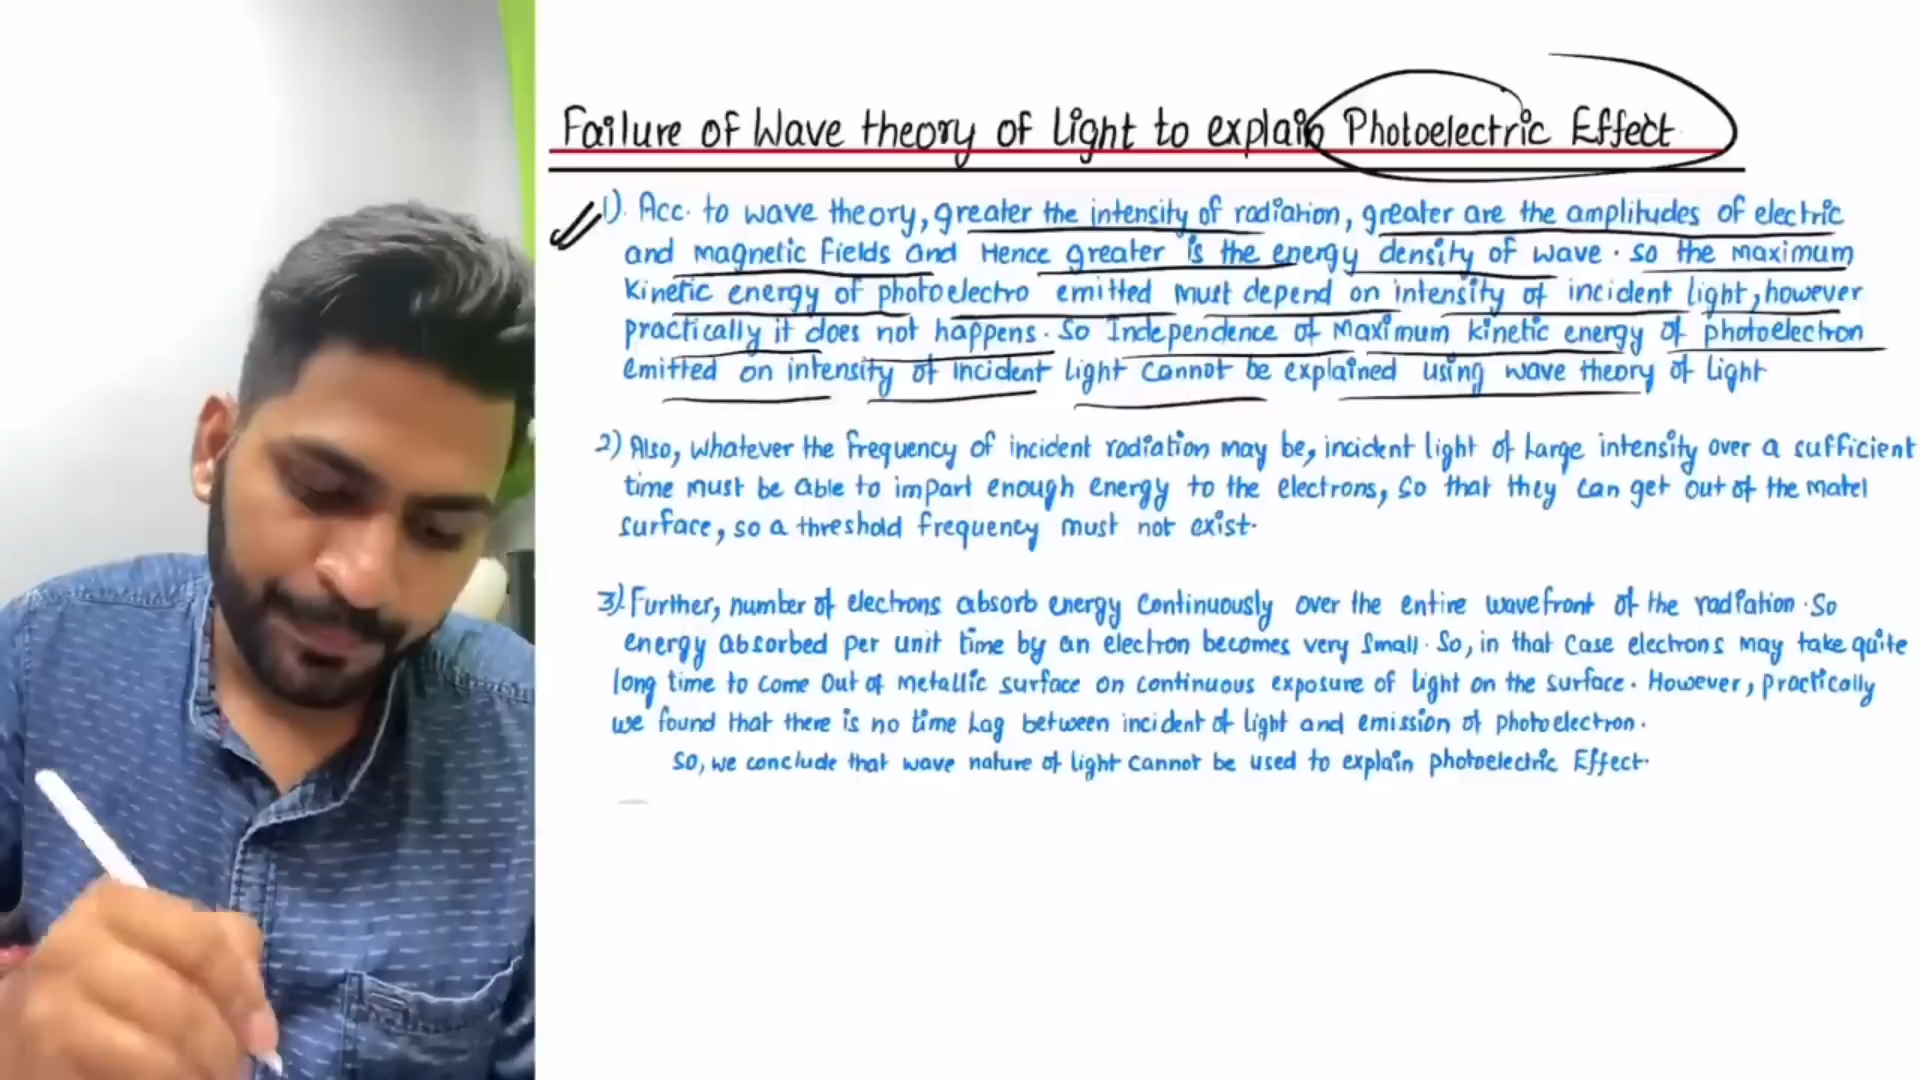 Failure of Wave theory of Light to explain Photoelectric Effect
1). Acc. to wave theory, greater the intensity of radiation, greater are the amplitudes of electric
and magnetic fields and Hence greater is the energy density of wave. so the maximum
Kinetic energy of photoelectro emitted must depend on intensity of incident light, however
practically it does not happens. So Independence of Maximum kinetic energy of photoelectron
emitted on intensity of incident light cannot be explained using wave theory of light
2) Also, whatever the frequency of incident radiation may be, incident light of Large intensity over a sufficient
time must be able to impart enough energy to the electrons, so that they can get out of the matel
surface, so a threshold frequency must not exist.
3). Further, number of electrons absorb energy continuously over the entire wavefront of the radiation. So
energy absorbed per unit time by an electron becomes very small. So, in that case electrons may take quite
long time to come out of metallic surface on continuous exposure of light on the surface. However, practically
we found that there is no time lag between incident of light and emission of photoelectron.
So, we conclude that wave nature of light cannot be used to explain photoelectric Effect.